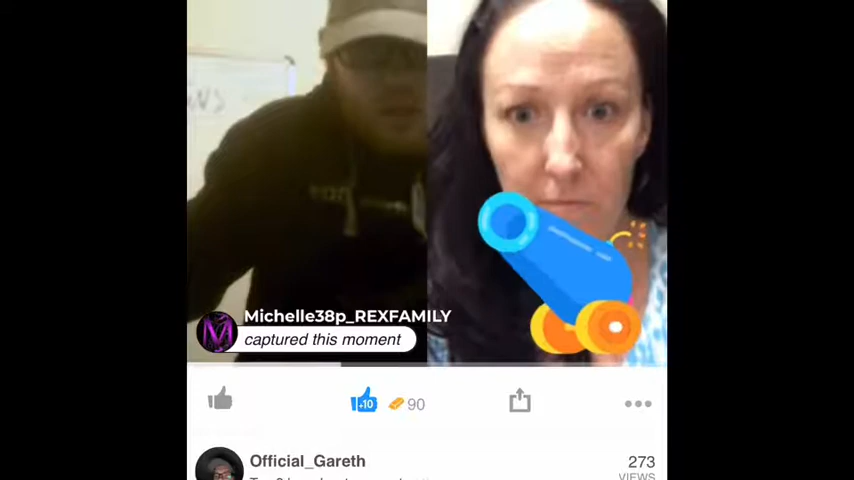 Michelle38p_REXFAMILY
captured this moment
+10
90
Official_Gareth
273
VIEWS